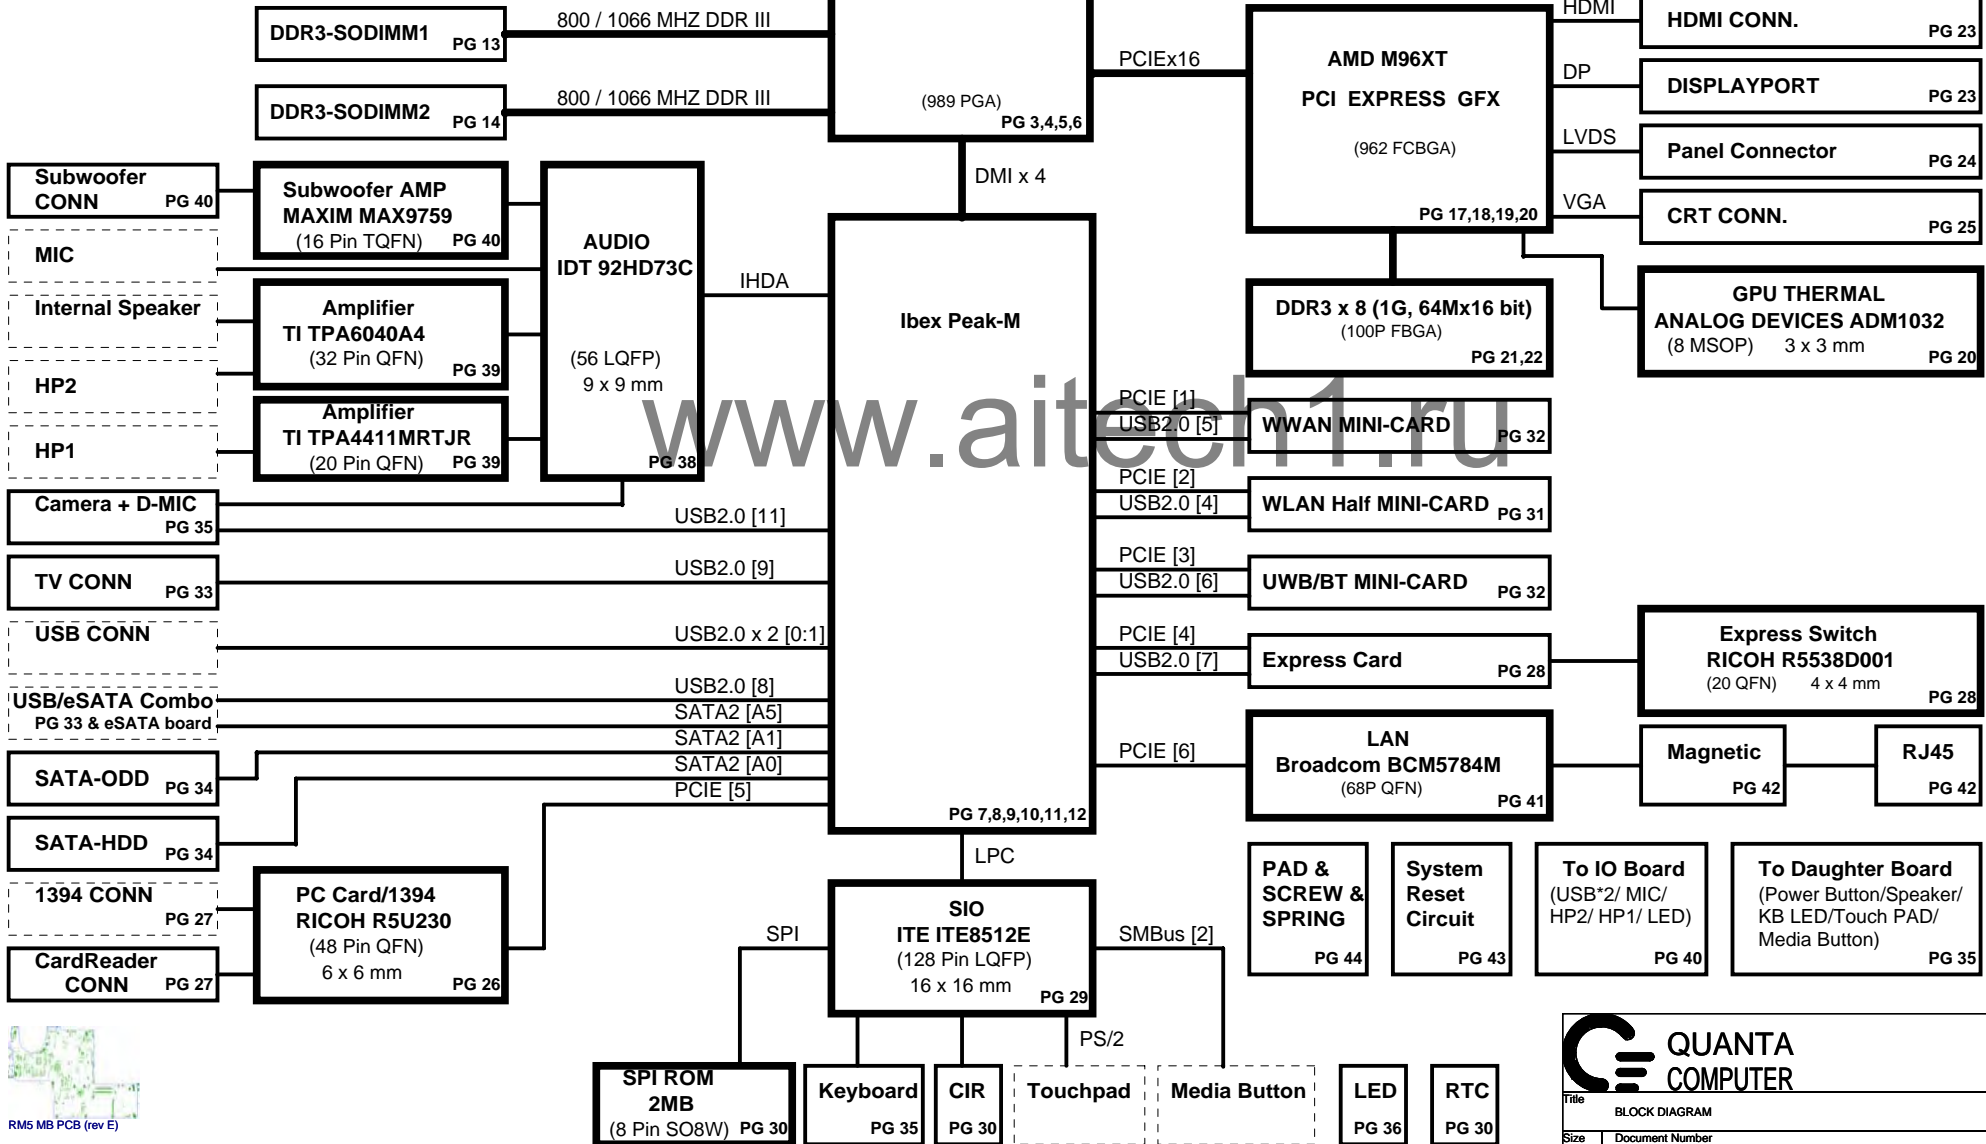 DDR3-SODIMM1
PG 13
800 / 1066 MHZ DDR III
DDR3-SODIMM2
PG 14
800 / 1066 MHZ DDR III
(989 PGA)
PG 3,4,5,6
PCIEx16
AMD M96XT
PCI EXPRESS GFX
(962 FCBGA)
PG 17,18,19,20
HDMI
HDMI CONN.
PG 23
DP
DISPLAYPORT
PG 23
LVDS
Panel Connector
PG 24
VGA
CRT CONN.
PG 25
DMI x 4
Subwoofer
CONN
PG 40
Subwoofer AMP
MAXIM MAX9759
(16 Pin TQFN)
PG 40
MIC
Internal Speaker
Amplifier
TI TPA6040A4
(32 Pin QFN)
PG 39
HP2
HP1
Amplifier
TI TPA4411MRTJR
(20 Pin QFN)
PG 39
AUDIO
IDT 92HD73C
(56 LQFP)
9 x 9 mm
PG 38
IHDA
Ibex Peak-M
PG 7,8,9,10,11,12
DDR3 x 8 (1G, 64Mx16 bit)
(100P FBGA)
PG 21,22
GPU THERMAL
ANALOG DEVICES ADM1032
(8 MSOP) 3 x 3 mm
PG 20
www.aitech1.ru
PCIE [1]
USB2.0 [5]
WWAN MINI-CARD
PG 32
PCIE [2]
USB2.0 [4]
WLAN Half MINI-CARD
PG 31
PCIE [3]
USB2.0 [6]
UWB/BT MINI-CARD
PG 32
PCIE [4]
USB2.0 [7]
Express Card
PG 28
Express Switch
RICOH R5538D001
(20 QFN) 4 x 4 mm
PG 28
PCIE [6]
LAN
Broadcom BCM5784M
(68P QFN)
PG 41
Magnetic
PG 42
RJ45
PG 42
Camera + D-MIC
PG 35
USB2.0 [11]
TV CONN
PG 33
USB2.0 [9]
USB CONN
USB2.0 x 2 [0:1]
USB/eSATA Combo
PG 33 & eSATA board
USB2.0 [8]
SATA2 [A5]
SATA2 [A1]
SATA2 [A0]
PCIE [5]
SATA-ODD
PG 34
SATA-HDD
PG 34
1394 CONN
PG 27
CardReader
CONN
PG 27
PC Card/1394
RICOH R5U230
(48 Pin QFN)
6 x 6 mm
PG 26
LPC
SIO
ITE ITE8512E
(128 Pin LQFP)
16 x 16 mm
PG 29
SPI
SMBus [2]
PS/2
PAD &
SCREW &
SPRING
PG 44
System
Reset
Circuit
PG 43
To IO Board
(USB*2/ MIC/
HP2/ HP1/ LED)
PG 40
To Daughter Board
(Power Button/Speaker/
KB LED/Touch PAD/
Media Button)
PG 35
SPI ROM
2MB
(8 Pin SO8W)
PG 30
Keyboard
PG 35
CIR
PG 30
Touchpad
Media Button
LED
PG 36
RTC
PG 30
RM5 MB PCB (rev E)
QUANTA
COMPUTER
Title
BLOCK DIAGRAM
Size
Document Number